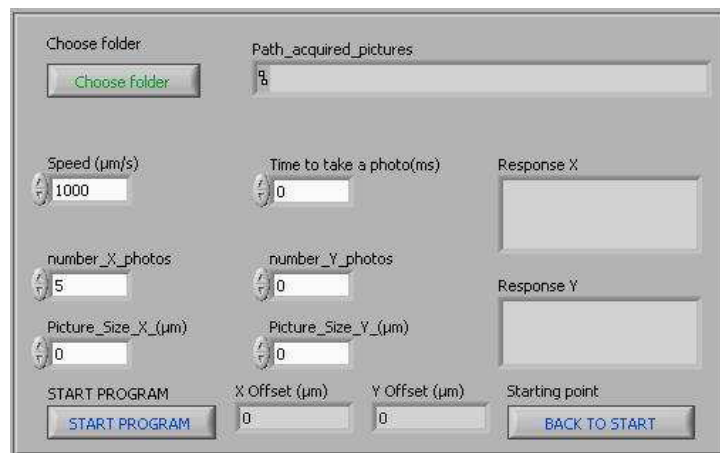 Choose folder
Path_acquired_pictures
Choose folder
Speed (µm/s)
Time to take a photo(ms)
Response X
1000
0
number_X_photos
number_Y_photos
5
0
Response Y
Picture_Size_X_(µm)
Picture_Size_Y_(µm)
0
0
START PROGRAM
X Offset (µm)
Y Offset (µm)
Starting point
START PROGRAM
0
0
BACK TO START